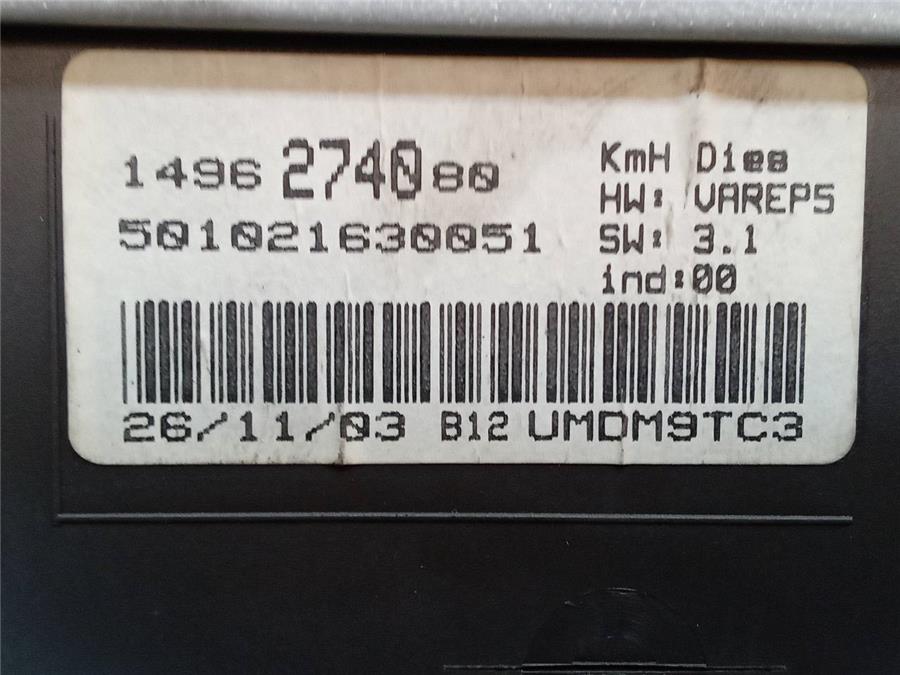 1496 2740 80
501021630051
KmH Dies
HW: VAREP5
SW: 3.1
ind:00
26/11/03 B12 UMDM9TC3